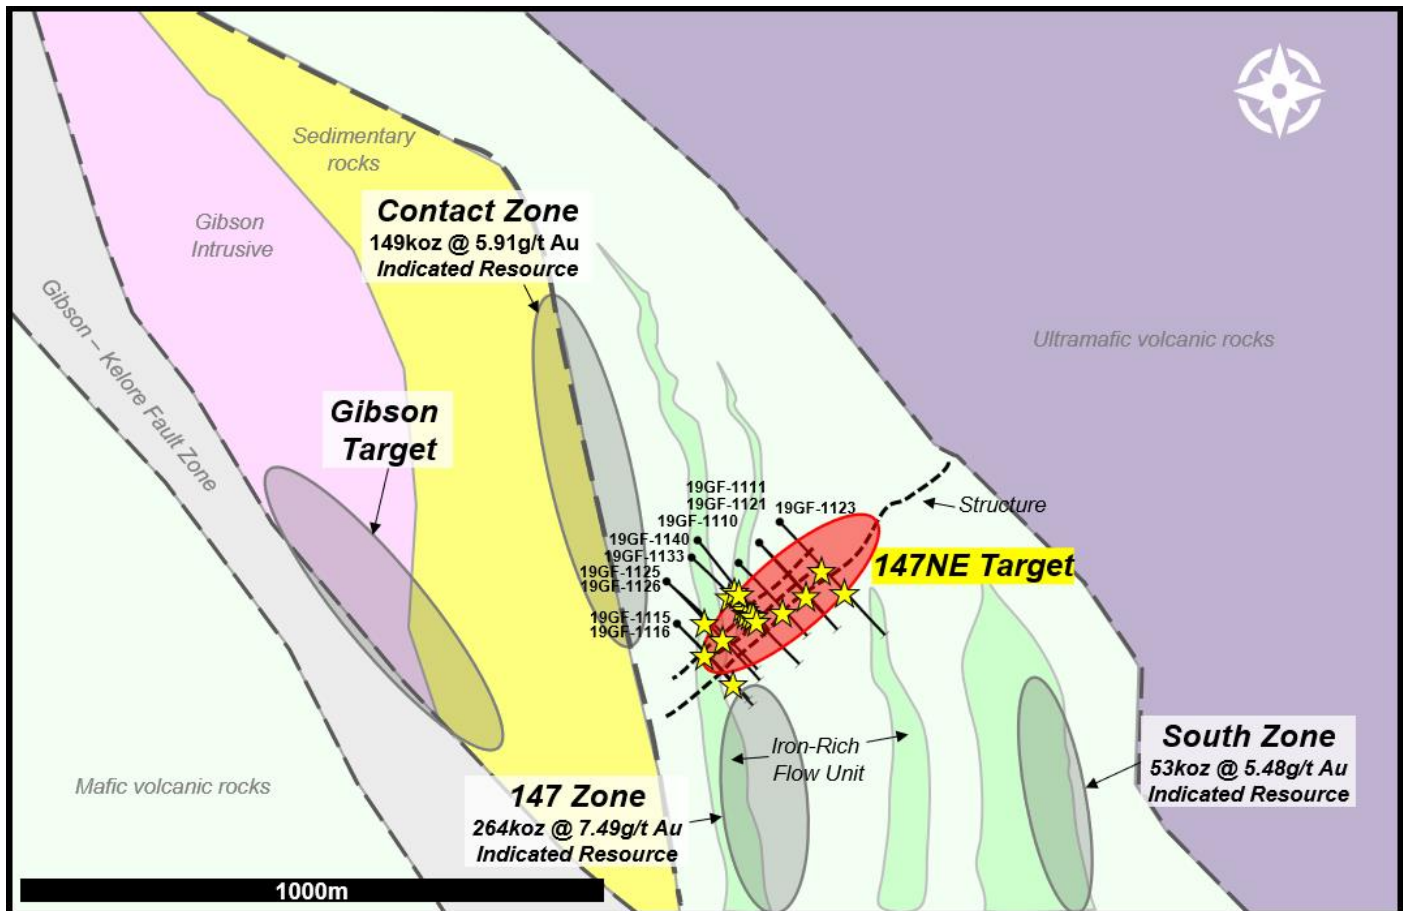 Sedimentary
rocks
Contact Zone
149koz @ 5.91g/t Au
Indicated Resource
Gibson
Intrusive
Gibson – Kelore Fault Zone
Ultramafic volcanic rocks
Gibson
Target
19GF-1111
19GF-1121
19GF-1110
19GF-1123
Structure
19GF-1140
19GF-1133
19GF-1125
19GF-1126
147NE Target
19GF-1115
19GF-1116
Iron-Rich
Flow Unit
South Zone
53koz @ 5.48g/t Au
Indicated Resource
Mafic volcanic rocks
147 Zone
264koz @ 7.49g/t Au
Indicated Resource
1000m